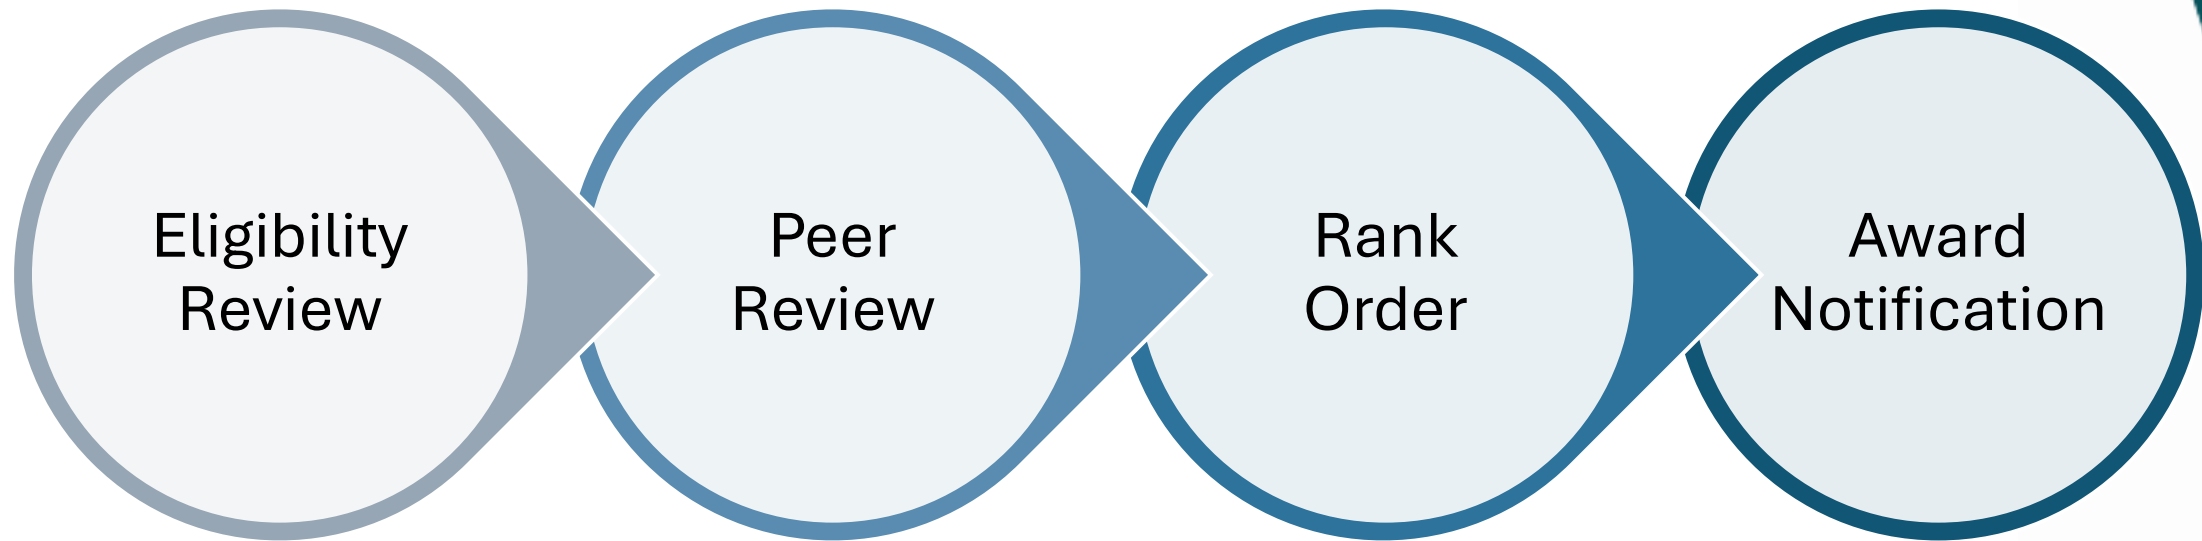 Eligibility
Review
Peer
Review
Rank
Order
Award
Notification